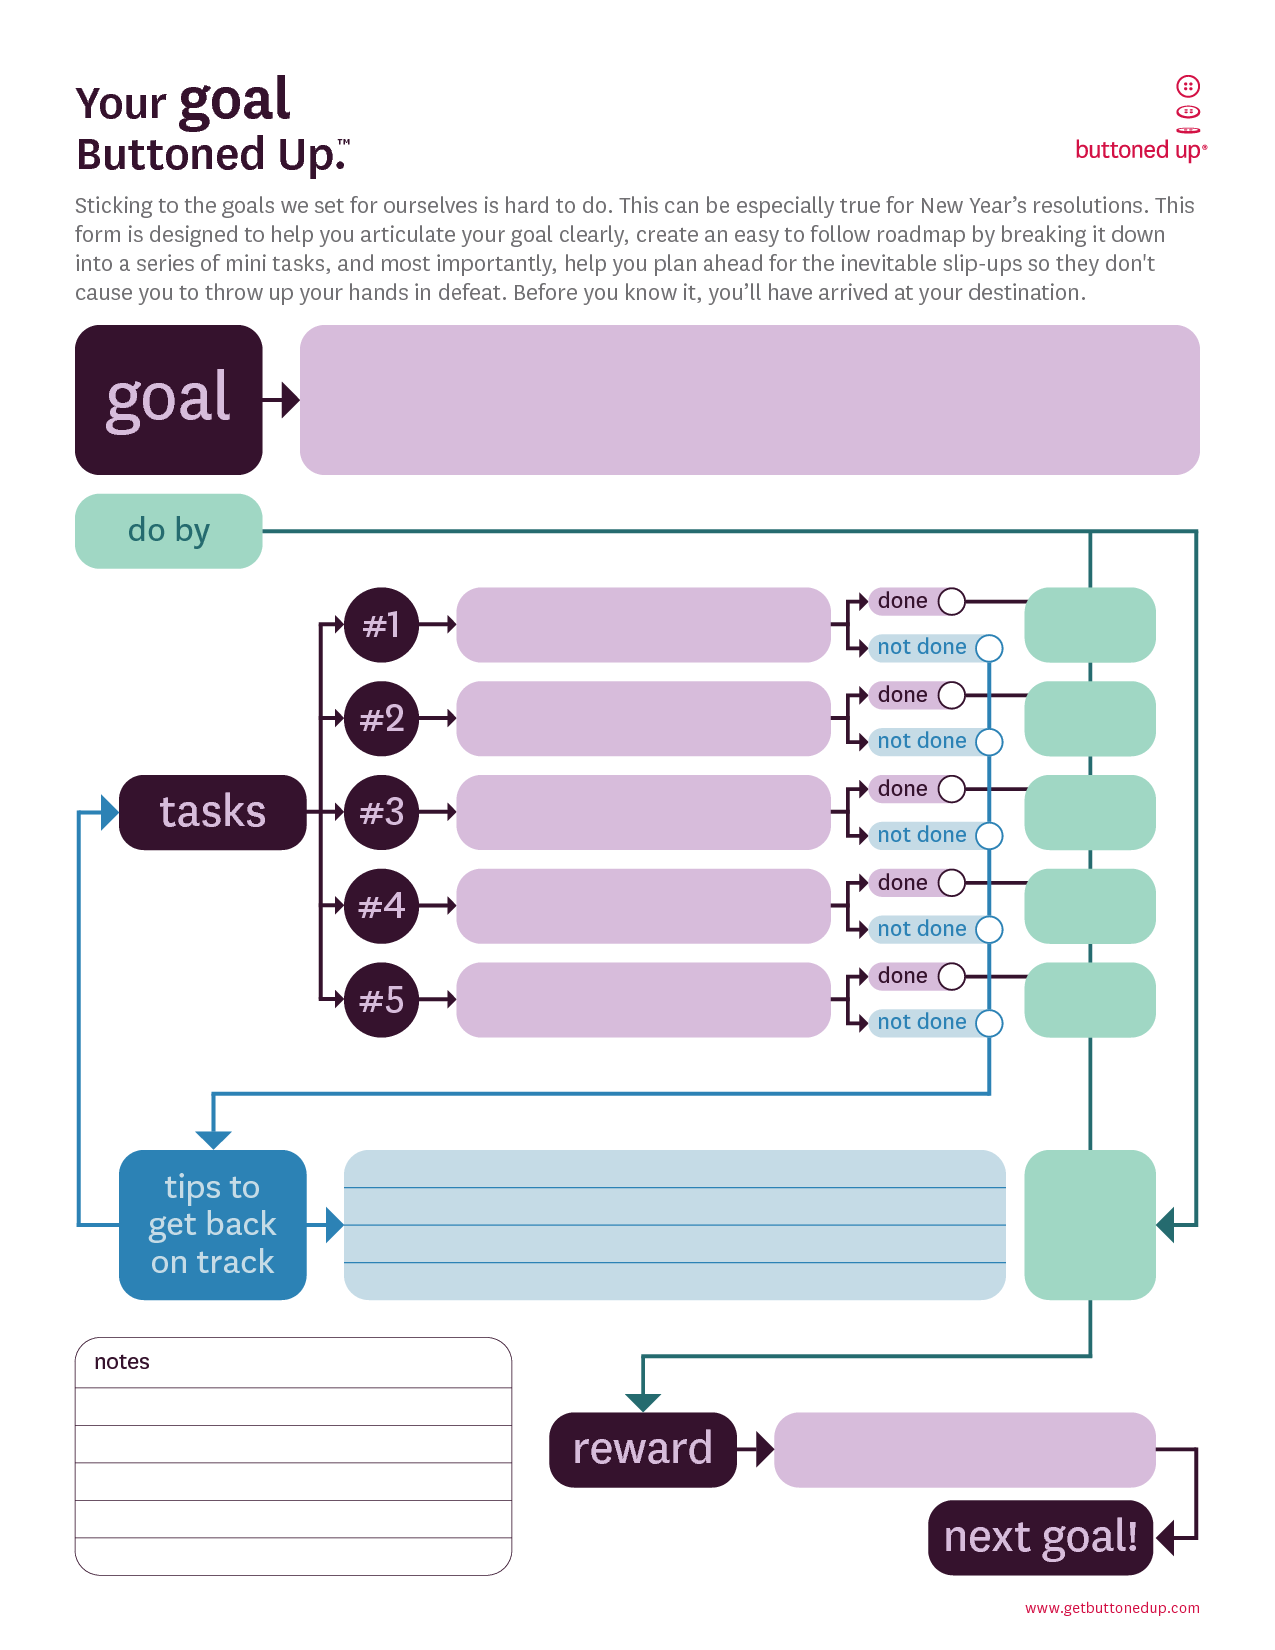 Your goal
Buttoned Up.™
buttoned up®
Sticking to the goals we set for ourselves is hard to do. This can be especially true for New Year’s resolutions. This
form is designed to help you articulate your goal clearly, create an easy to follow roadmap by breaking it down
into a series of mini tasks, and most importantly, help you plan ahead for the inevitable slip-ups so they don't
cause you to throw up your hands in defeat. Before you know it, you’ll have arrived at your destination.
goal
do by
#1
done
not done
#2
done
not done
tasks
#3
done
not done
#4
done
not done
#5
done
not done
tips to
get back
on track
notes
reward
next goal!
www.getbuttonedup.com